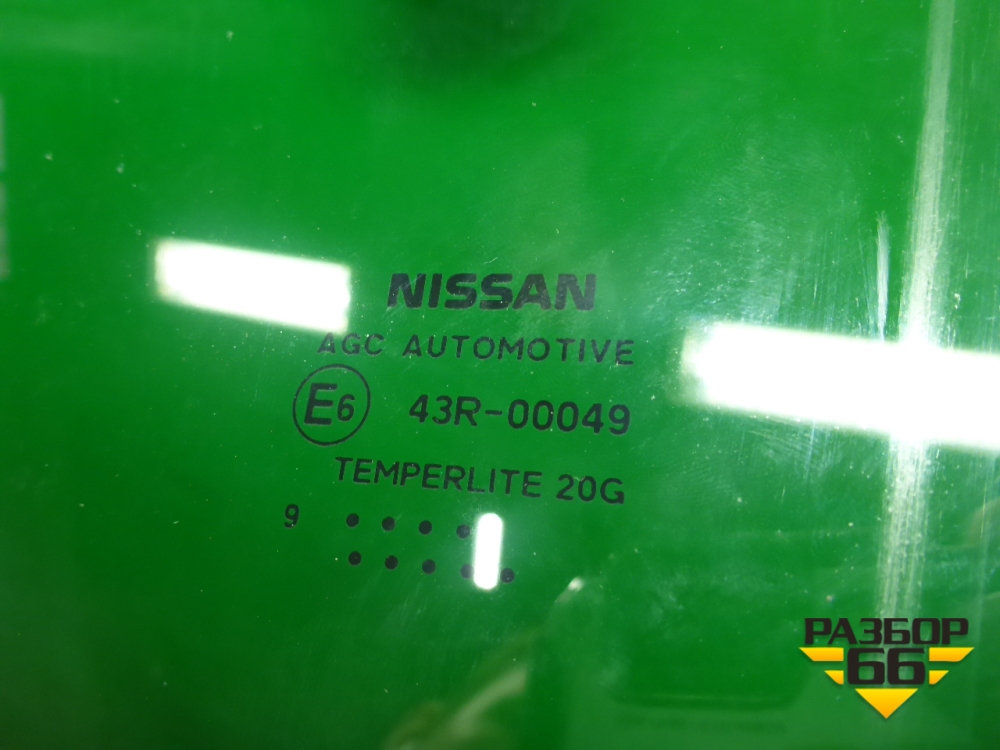 NISSAN
AGC AUTOMOTIVE
E6 43R-00049
TEMPERLITE 20G
9
РАЗБОР
66